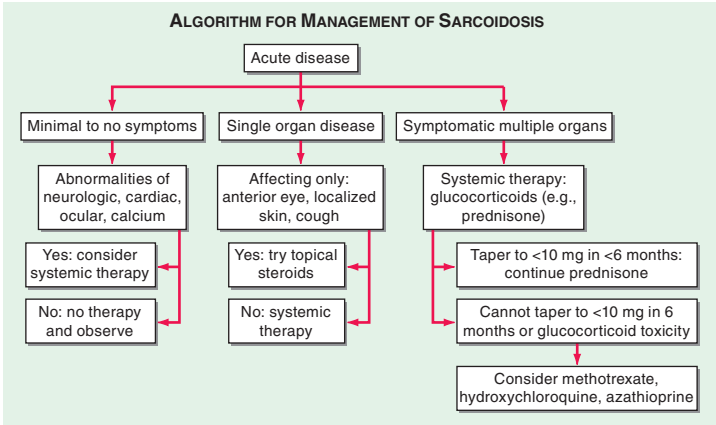 ALGORITHM FOR MANAGEMENT OF SARCOIDOSIS
Acute disease
Minimal to no symptoms
Single organ disease
Symptomatic multiple organs
Abnormalities of
neurologic, cardiac,
ocular, calcium
Affecting only:
anterior eye, localized
skin, cough
Systemic therapy:
glucocorticoids (e.g.,
prednisone)
Yes: consider
systemic therapy
Yes: try topical
steroids
Taper to <10 mg in <6 months:
continue prednisone
No: no therapy
and observe
No: systemic
therapy
Cannot taper to <10 mg in 6
months or glucocorticoid toxicity
Consider methotrexate,
hydroxychloroquine, azathioprine